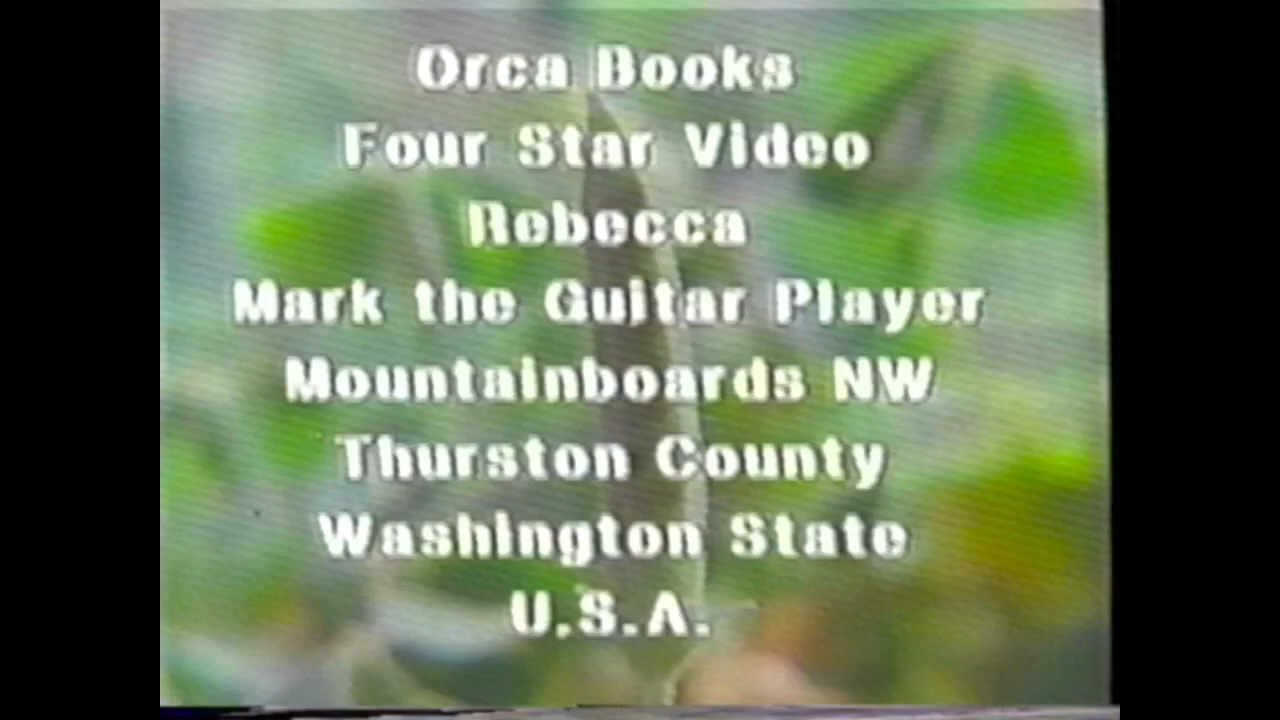 Orca Books
Four Star Video
Rebecca
Mark the Guitar Player
Mountainboards NW
Thurston County
Washington State
U.S.A.